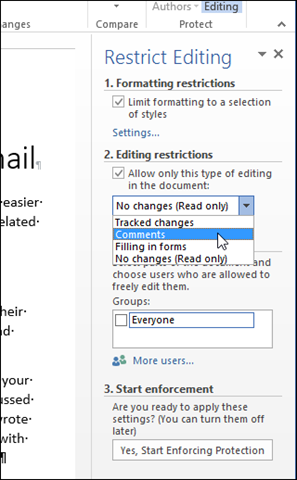 Authors Editing
anges Compare Protect
Restrict Editing
1. Formatting restrictions
Limit formatting to a selection
of styles
Settings...
nail¶
2. Editing restrictions
Allow only this type of editing
in the document:
easier·
elated·
No changes (Read only)
Tracked changes
Comments
Filling in forms
No changes (Read only)
choose users who are allowed to
freely edit them.
Groups:
Everyone
heir·
nd·
More users...
3. Start enforcement
Are you ready to apply these
settings? (You can turn them off
later)
Yes, Start Enforcing Protection
your·
ussed·
wrote·
with·
¶